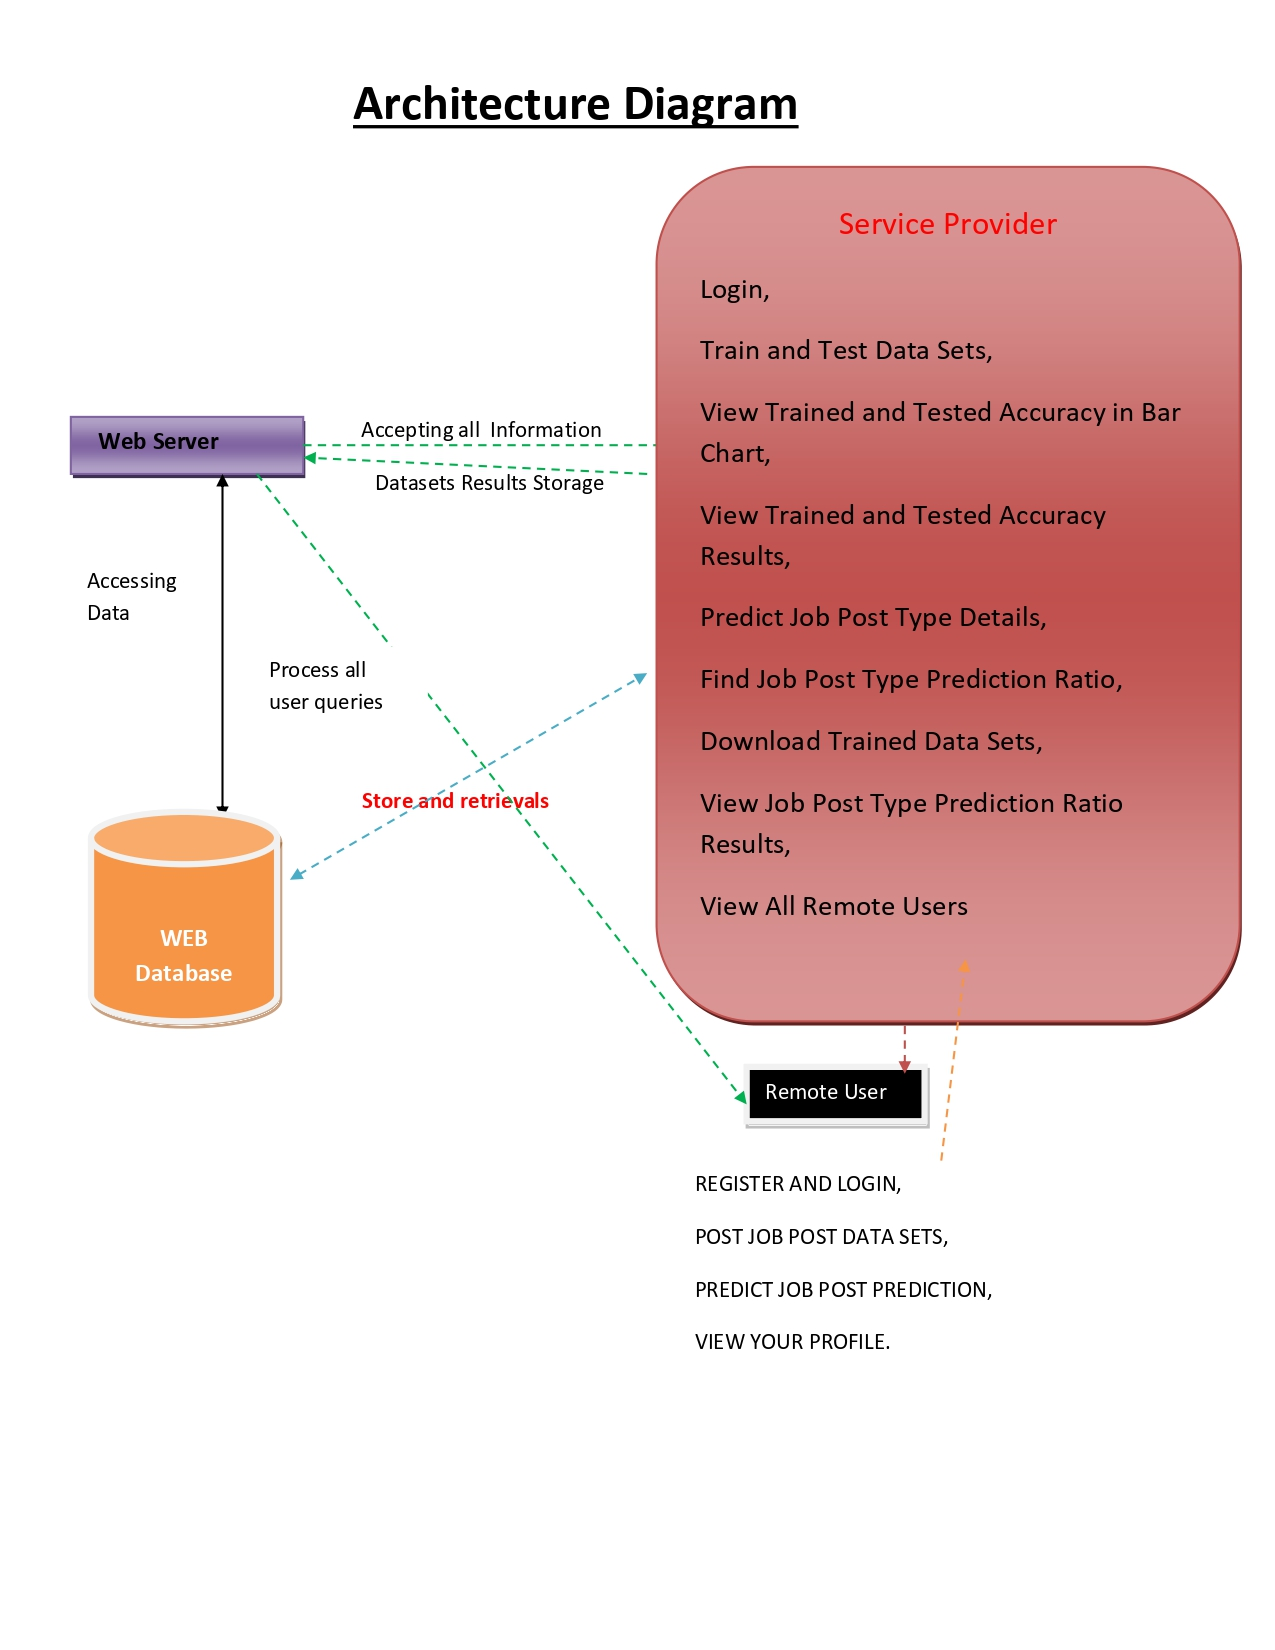 Architecture Diagram
Service Provider
Login,
Train and Test Data Sets,
View Trained and Tested Accuracy in Bar
Chart,
View Trained and Tested Accuracy
Results,
Predict Job Post Type Details,
Find Job Post Type Prediction Ratio,
Download Trained Data Sets,
View Job Post Type Prediction Ratio
Results,
View All Remote Users
Web Server
Accepting all Information
Datasets Results Storage
Accessing
Data
Process all
user queries
Store and retrievals
WEB
Database
Remote User
REGISTER AND LOGIN,
POST JOB POST DATA SETS,
PREDICT JOB POST PREDICTION,
VIEW YOUR PROFILE.